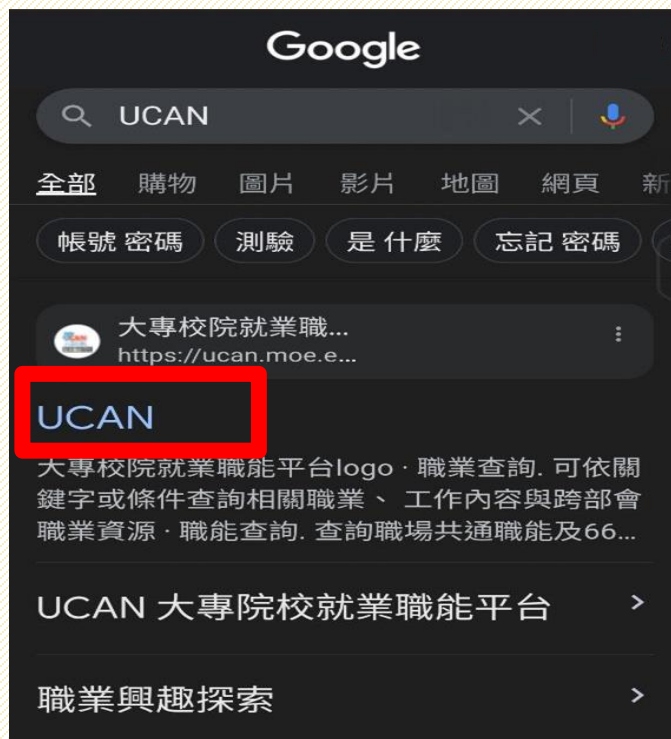 Google
UCAN
全部 購物 圖片 影片 地圖 網頁 新
帳號 密碼 測驗 是 什麼 忘記 密碼
大專校院就業職...
https://ucan.moe.e...
UCAN
大專校院就業職能平台logo · 職業查詢. 可依關
鍵字或條件查詢相關職業、 工作內容與跨部會
職業資源 · 職能查詢. 查詢職場共通職能及66...
UCAN 大專院校就業職能平台
職業興趣探索